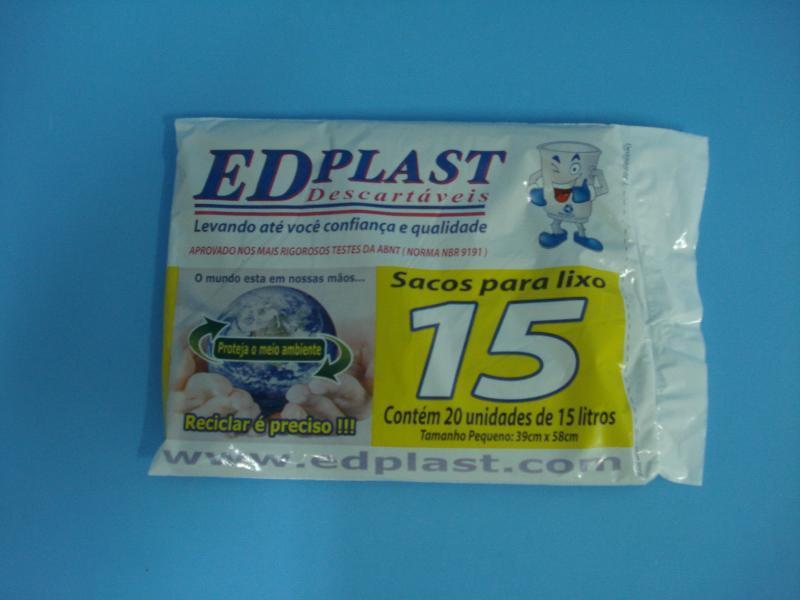 EDPLAST
Descartáveis
Levando até você confiança e qualidade
APROVADO NOS MAIS RIGOROSOS TESTES DA ABNT ( NORMA NBR 9191 )
O mundo esta em nossas mãos...
Proteja o meio ambiente
Reciclar é preciso !!!
Sacos para lixo
15
Contém 20 unidades de 15 litros
Tamanho Pequeno: 39cm x 58cm
www.edplast.com